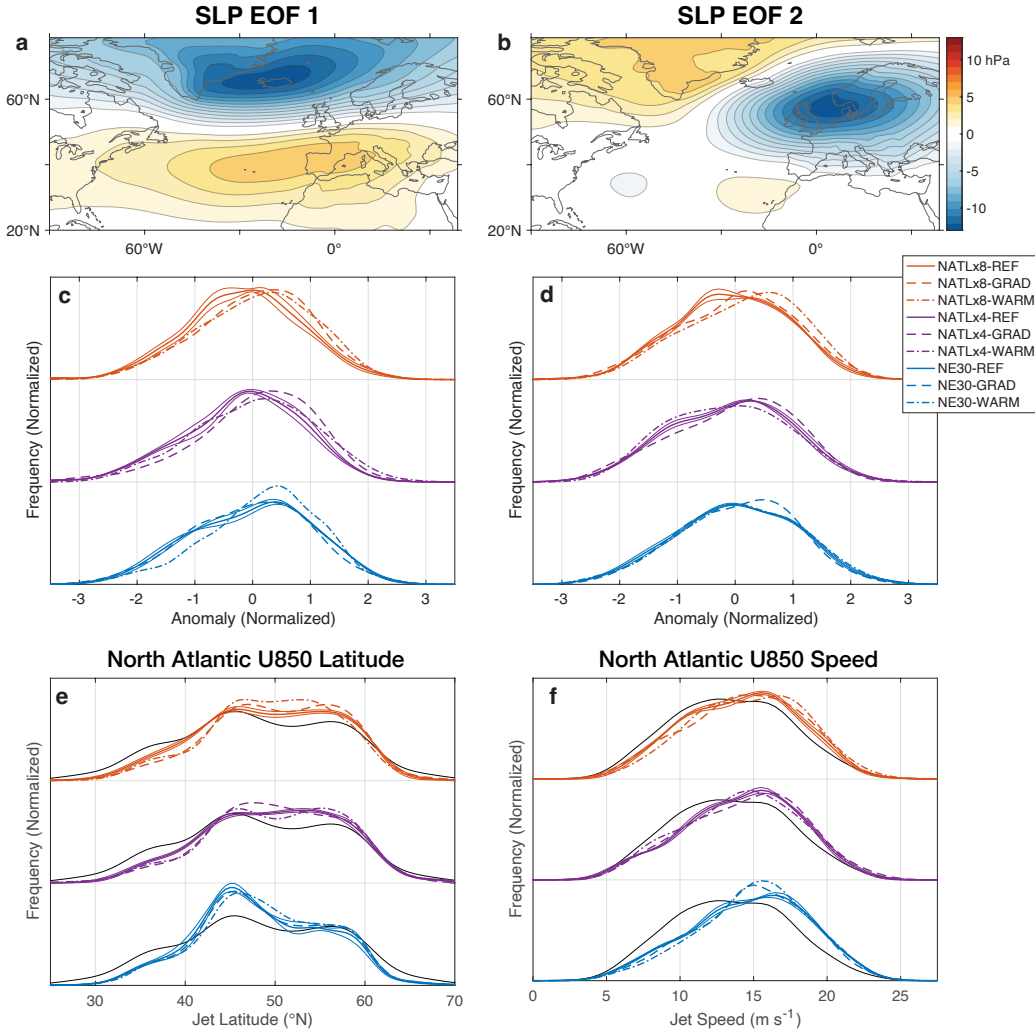 SLP EOF 1
SLP EOF 2
a
b
60°N
20°N
60°W
0°
60°N
20°N
60°W
0°
10 hPa
5
0
-5
-10
c
d
NATLx8-REF
NATLx8-GRAD
NATLx8-WARM
NATLx4-REF
NATLx4-GRAD
NATLx4-WARM
NE30-REF
NE30-GRAD
NE30-WARM
Frequency (Normalized)
Frequency (Normalized)
-3 -2 -1 0 1 2 3
-3 -2 -1 0 1 2 3
Anomaly (Normalized)
Anomaly (Normalized)
North Atlantic U850 Latitude
North Atlantic U850 Speed
e
f
Frequency (Normalized)
Frequency (Normalized)
30 40 50 60 70
0 5 10 15 20 25
Jet Latitude (°N)
Jet Speed (m s⁻¹)